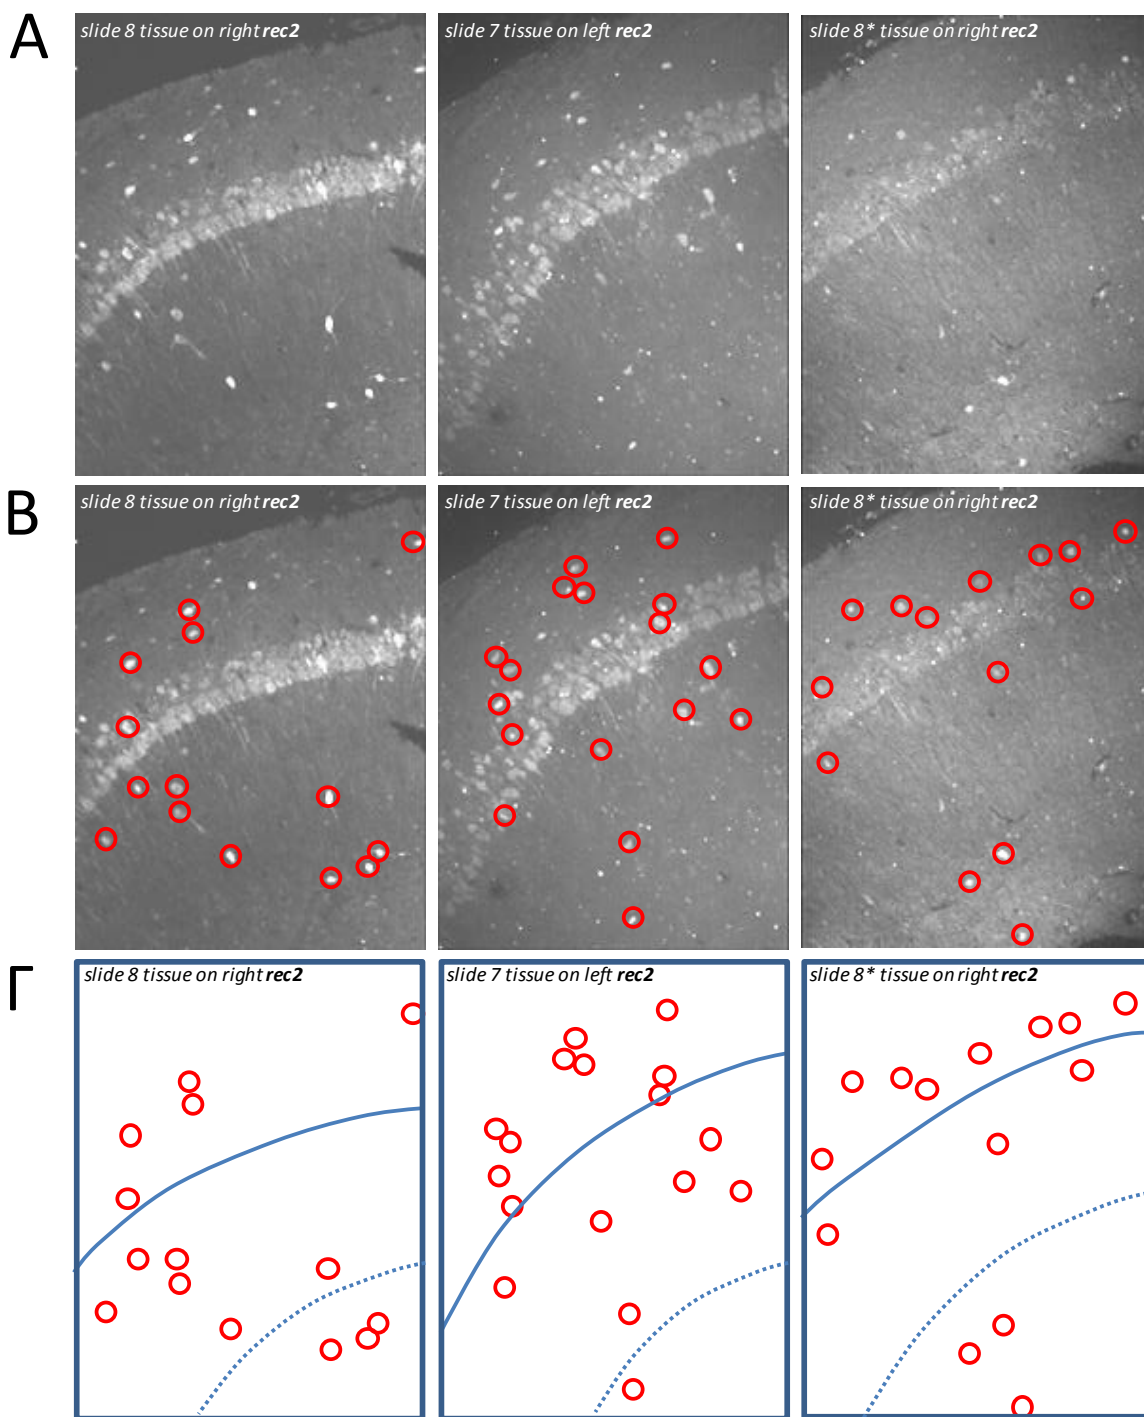 Α
slide 8 tissue on right rec2
slide 7 tissue on left rec2
slide 8* tissue on right rec2
Β
slide 8 tissue on right rec2
slide 7 tissue on left rec2
slide 8* tissue on right rec2
Γ
slide 8 tissue on right rec2
slide 7 tissue on left rec2
slide 8* tissue on right rec2